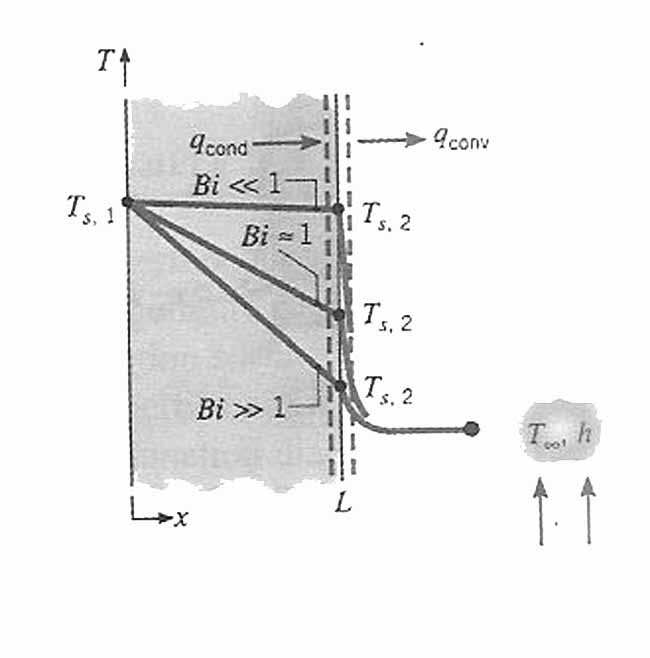 T
q_cond
q_conv
Bi << 1
T_s, 1
T_s, 2
Bi ≈ 1
T_s, 2
T_s, 2
Bi >> 1
T_∞, h
L
x